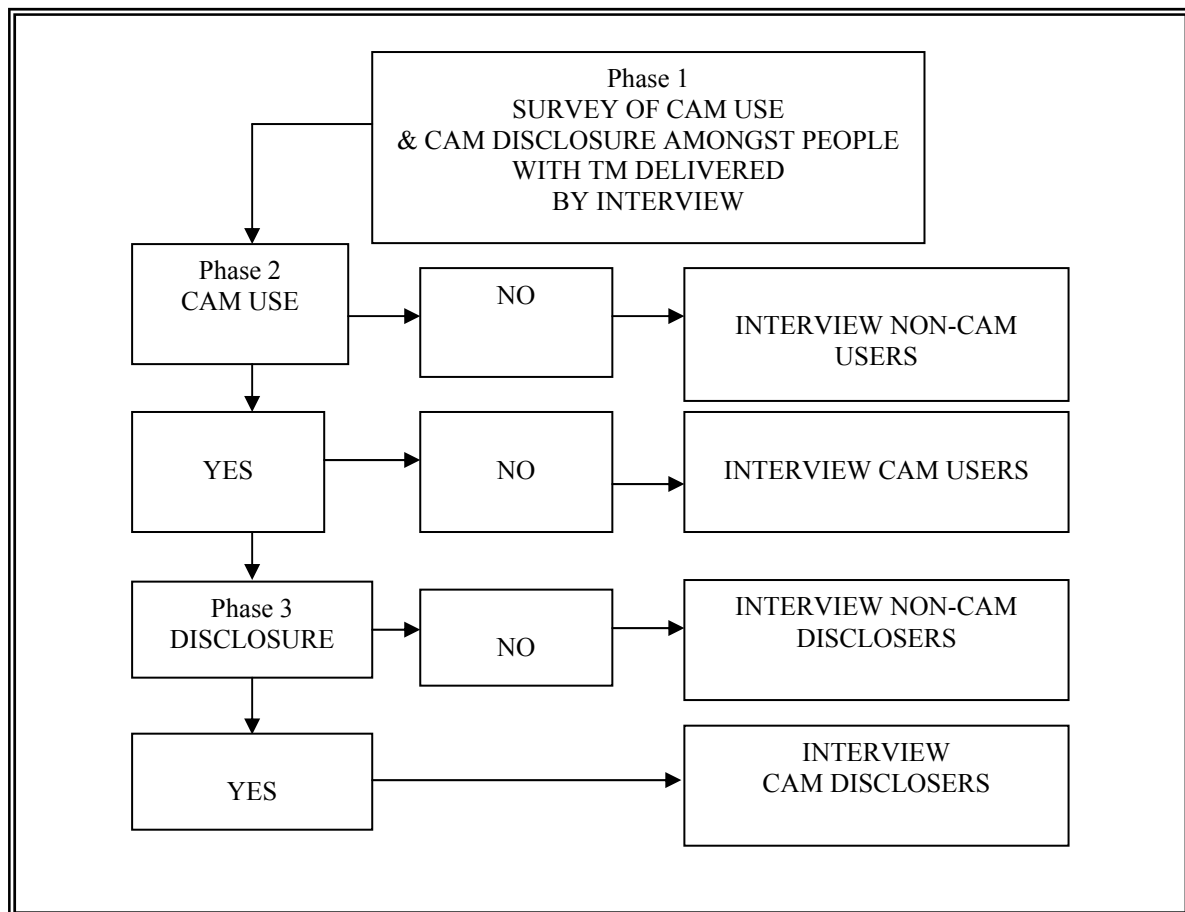 Phase 1
SURVEY OF CAM USE
& CAM DISCLOSURE AMONGST PEOPLE
WITH TM DELIVERED
BY INTERVIEW
Phase 2
CAM USE
NO
INTERVIEW NON-CAM
USERS
YES
NO
INTERVIEW CAM USERS
Phase 3
DISCLOSURE
NO
INTERVIEW NON-CAM
DISCLOSERS
YES
INTERVIEW
CAM DISCLOSERS